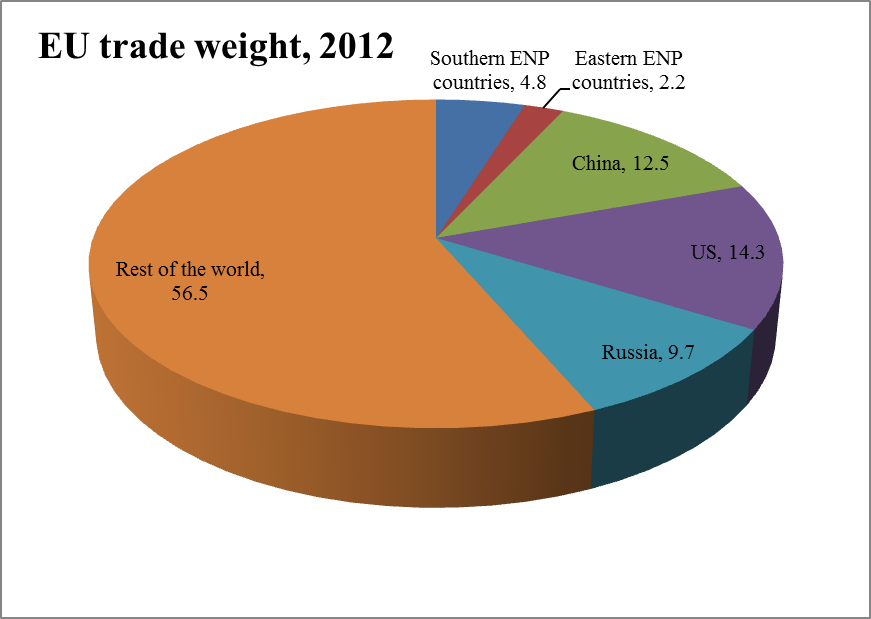 EU trade weight, 2012
Southern ENP
countries, 4.8
Eastern ENP
countries, 2.2
China, 12.5
US, 14.3
Rest of the world,
56.5
Russia, 9.7